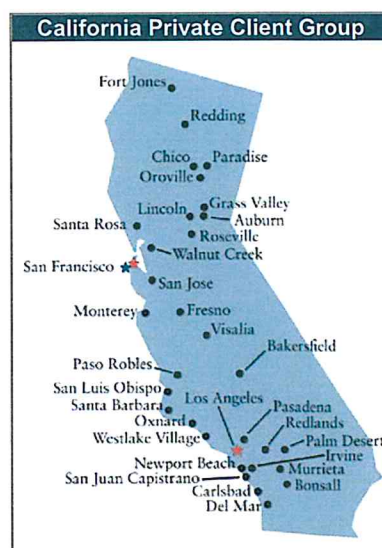 California Private Client Group
Fort Jones
Redding
Chico
Paradise
Oroville
Grass Valley
Lincoln
Auburn
Santa Rosa
Roseville
Walnut Creek
San Francisco
San Jose
Monterey
Fresno
Visalia
Bakersfield
Paso Robles
San Luis Obispo
Los Angeles
Santa Barbara
Pasadena
Oxnard
Redlands
Westlake Village
Palm Desert
Irvine
Newport Beach
Murrieta
San Juan Capistrano
Bonsall
Carlsbad
Del Mar